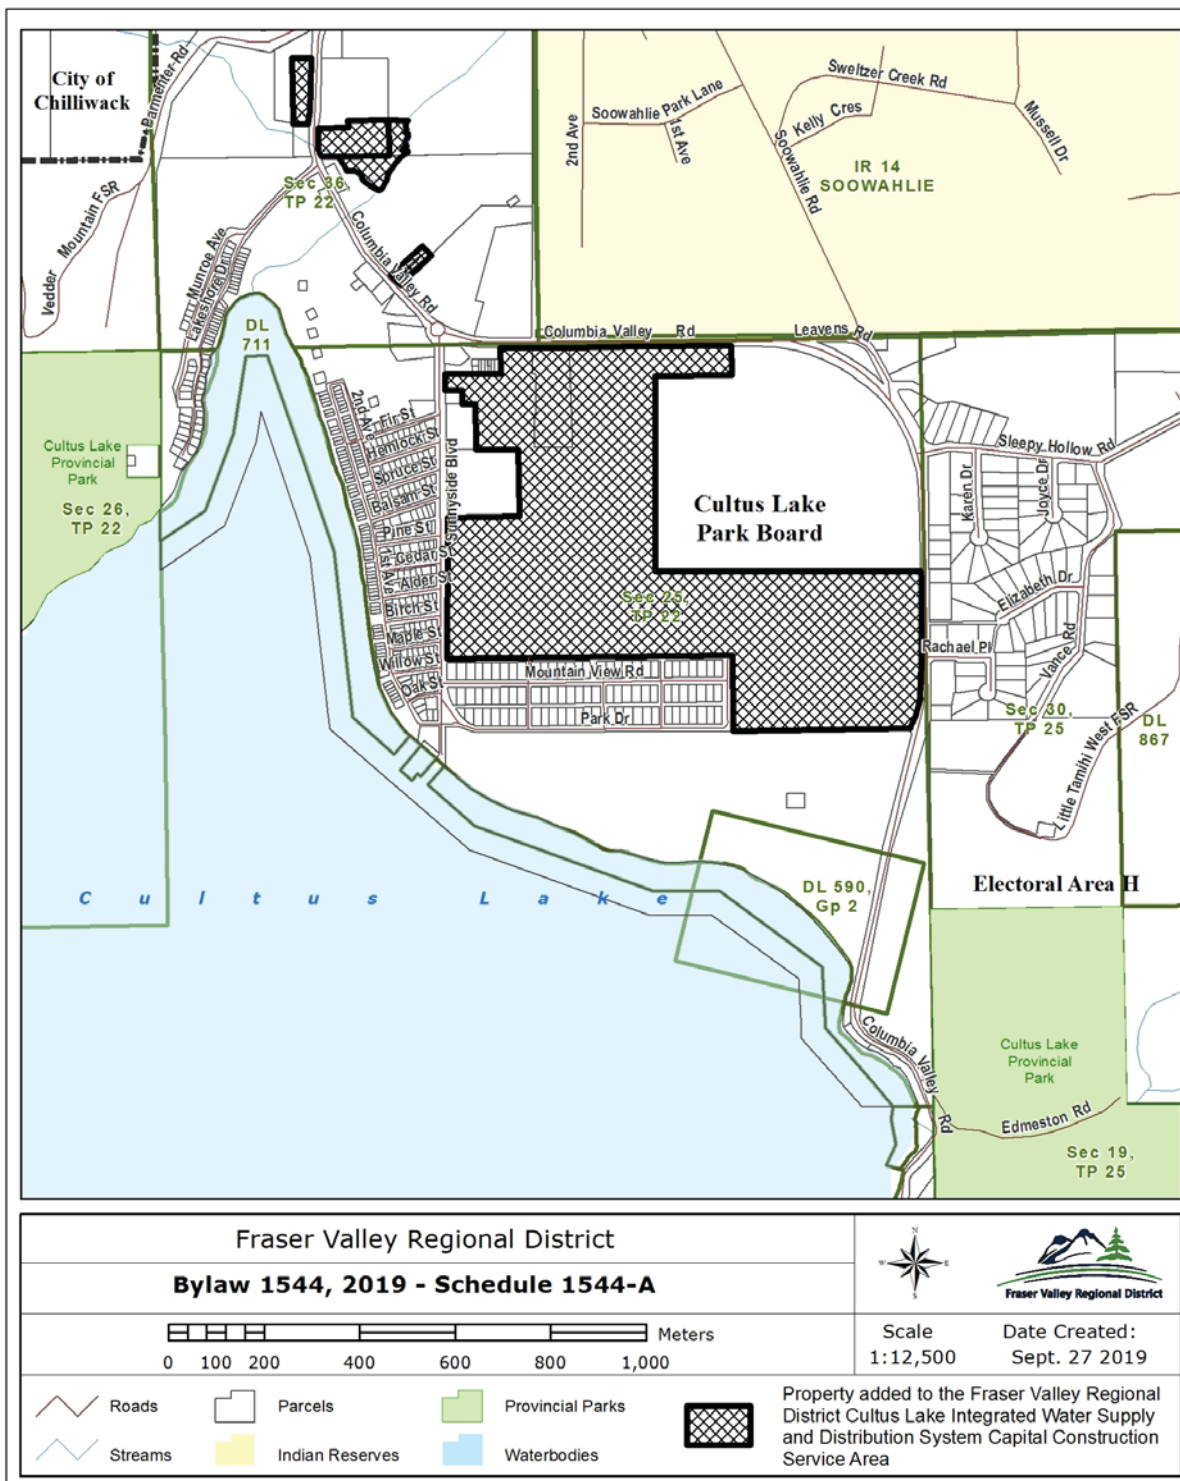 City of
Chilliwack
Parmenter Rd
Vedder Mountain FSR
Munroe Ave
Lakeshore Dr
Sec 36,
TP 22
Columbia Valley Rd
2nd Ave
Soowahlie Park Lane
1st Ave
Sweltzer Creek Rd
Kelly Cres
Soowahlie Rd
Mussell Dr
IR 14
SOOWAHLIE
DL
711
Columbia Valley Rd
Leavens Rd
Cultus Lake
Provincial
Park
Sec 26,
TP 22
2nd Ave
Fir St
Hemlock St
Spruce St
Balsam St
Pine St
Cedar St
Alder St
Birch St
Maple St
Willow St
Oak St
1st Ave
Sunnyside Blvd
Cultus Lake
Park Board
Sec 25,
TP 22
Mountain View Rd
Park Dr
Sleepy Hollow Rd
Karen Dr
Joyce Dr
Elizabeth Dr
Rachael Pl
Vance Rd
Sec 30,
TP 25
Little Tamihi West FSR
DL
867
Cultus Lake
DL 590,
Gp 2
Electoral Area H
Columbia Valley Rd
Cultus Lake
Provincial
Park
Edmeston Rd
Sec 19,
TP 25
Fraser Valley Regional District
Bylaw 1544, 2019 - Schedule 1544-A
N
W E
S
Fraser Valley Regional District
Meters
0 100 200 400 600 800 1,000
Scale
1:12,500
Date Created:
Sept. 27 2019
Roads
Parcels
Provincial Parks
Streams
Indian Reserves
Waterbodies
Property added to the Fraser Valley Regional
District Cultus Lake Integrated Water Supply
and Distribution System Capital Construction
Service Area